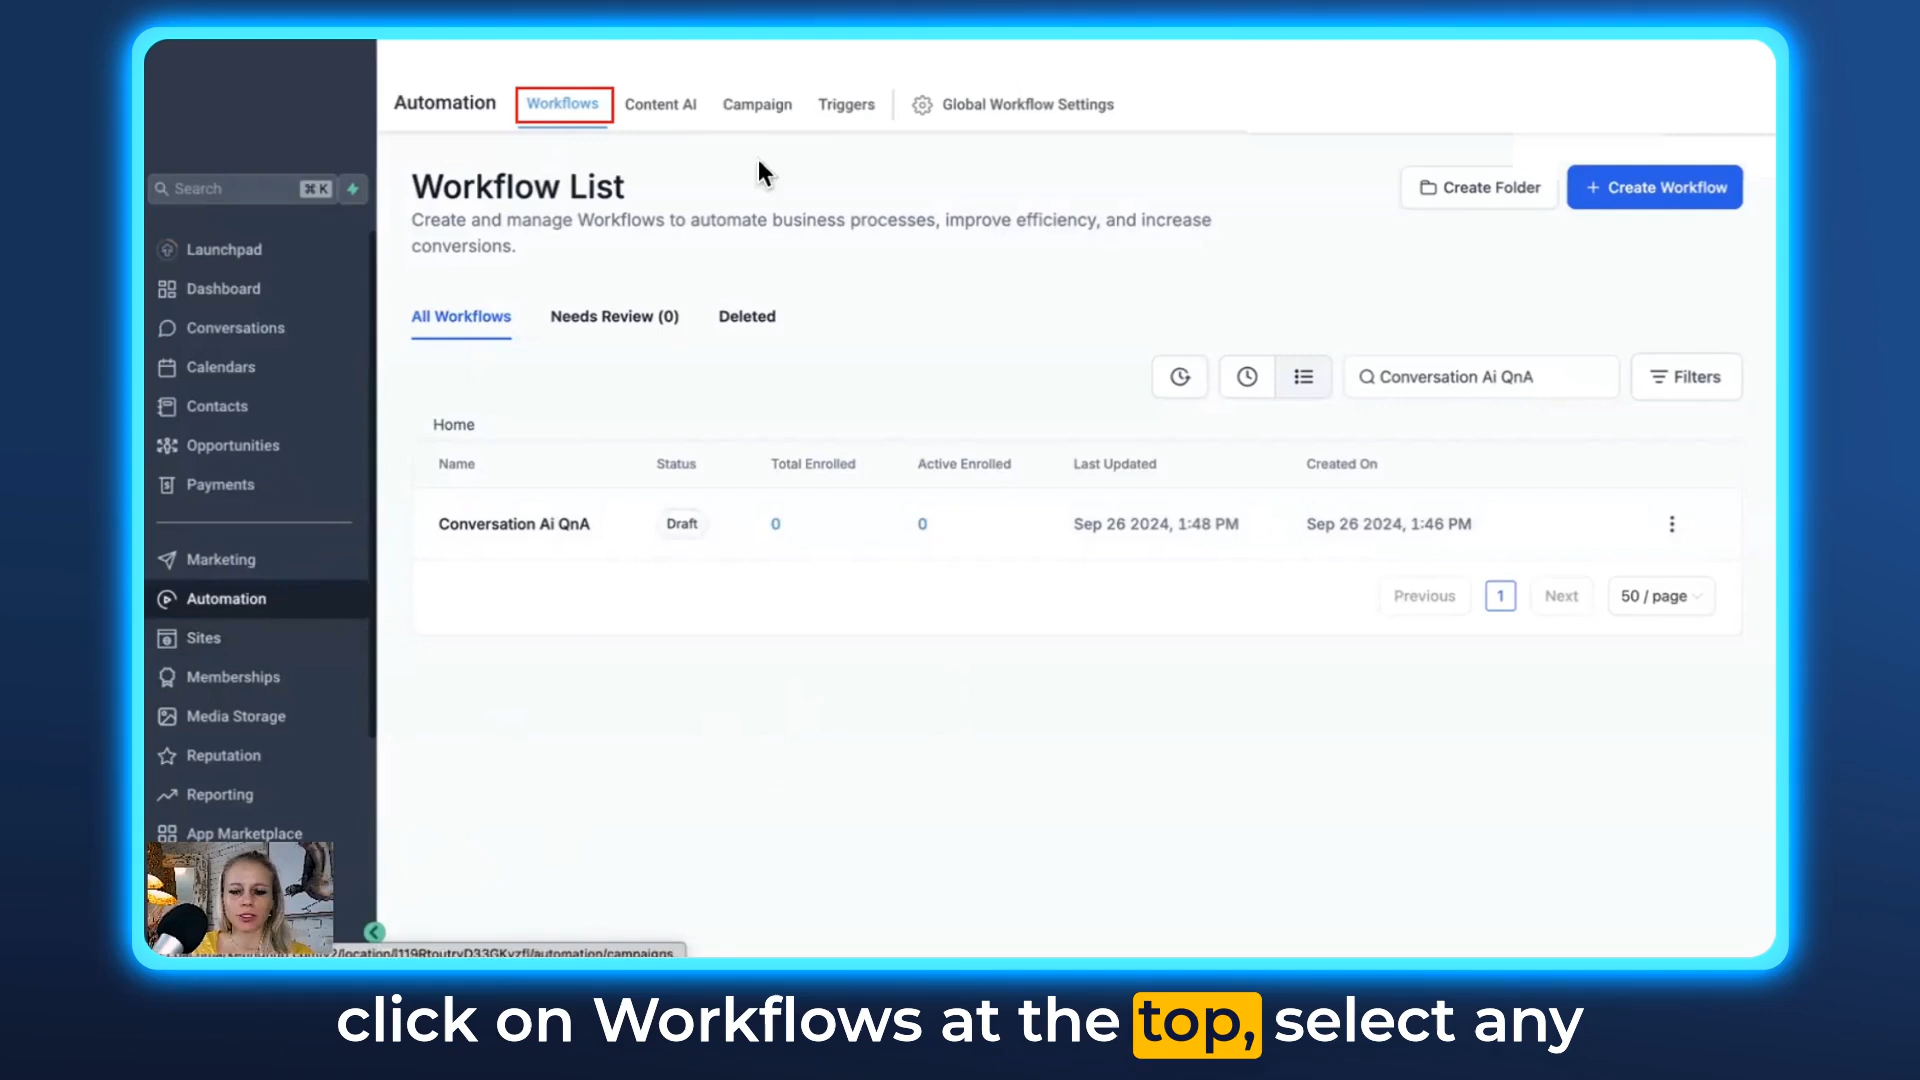 Automation Workflows Content AI Campaign Triggers Global Workflow Settings
Search ⌘ K
Launchpad
Dashboard
Conversations
Calendars
Contacts
Opportunities
Payments
Marketing
Automation
Sites
Memberships
Media Storage
Reputation
Reporting
App Marketplace
Workflow List
Create Folder
+ Create Workflow
Create and manage Workflows to automate business processes, improve efficiency, and increase
conversions.
All Workflows Needs Review (0) Deleted
Conversation Ai QnA Filters
Home
Name Status Total Enrolled Active Enrolled Last Updated Created On
Conversation Ai QnA Draft 0 0 Sep 26 2024, 1:48 PM Sep 26 2024, 1:46 PM
Previous 1 Next 50 / page
click on Workflows at the top, select any